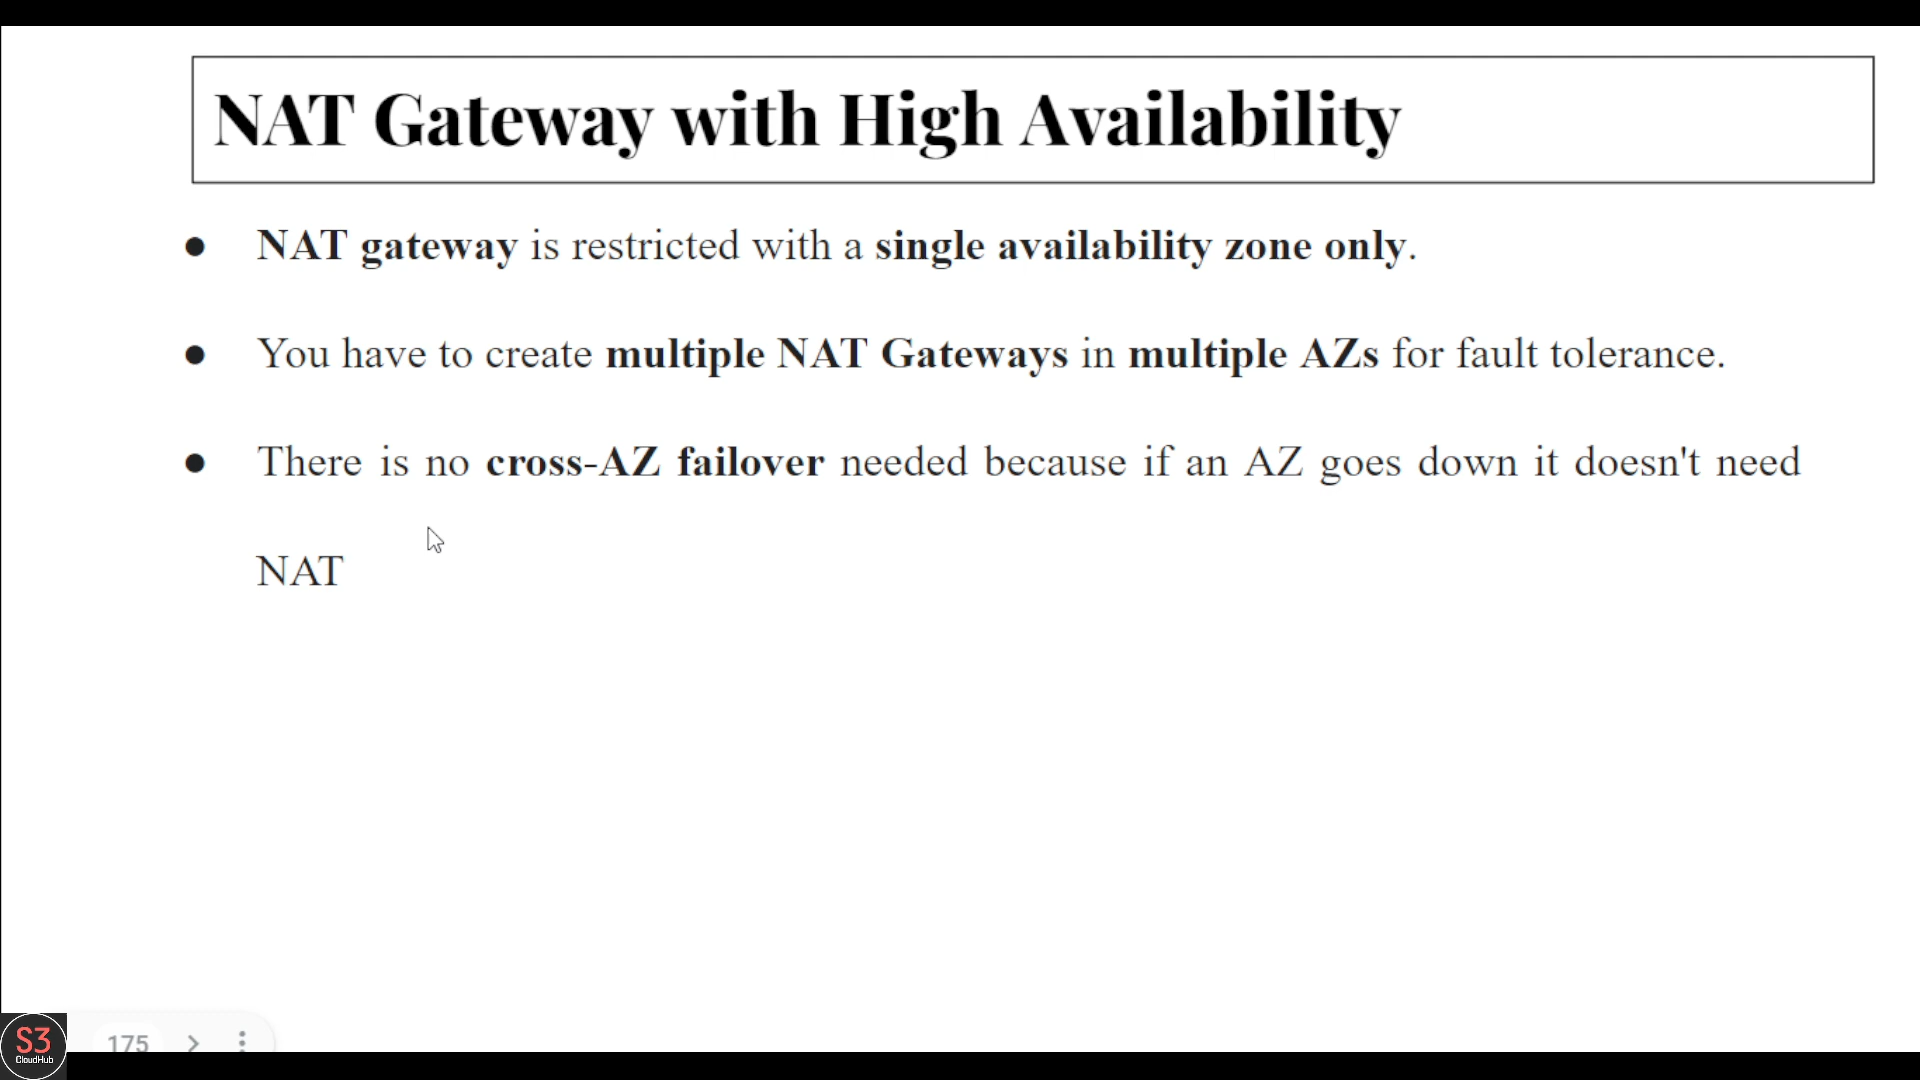 NAT Gateway with High Availability
● NAT gateway is restricted with a single availability zone only.
● You have to create multiple NAT Gateways in multiple AZs for fault tolerance.
● There is no cross-AZ failover needed because if an AZ goes down it doesn't need
NAT
S3
CloudHub
175